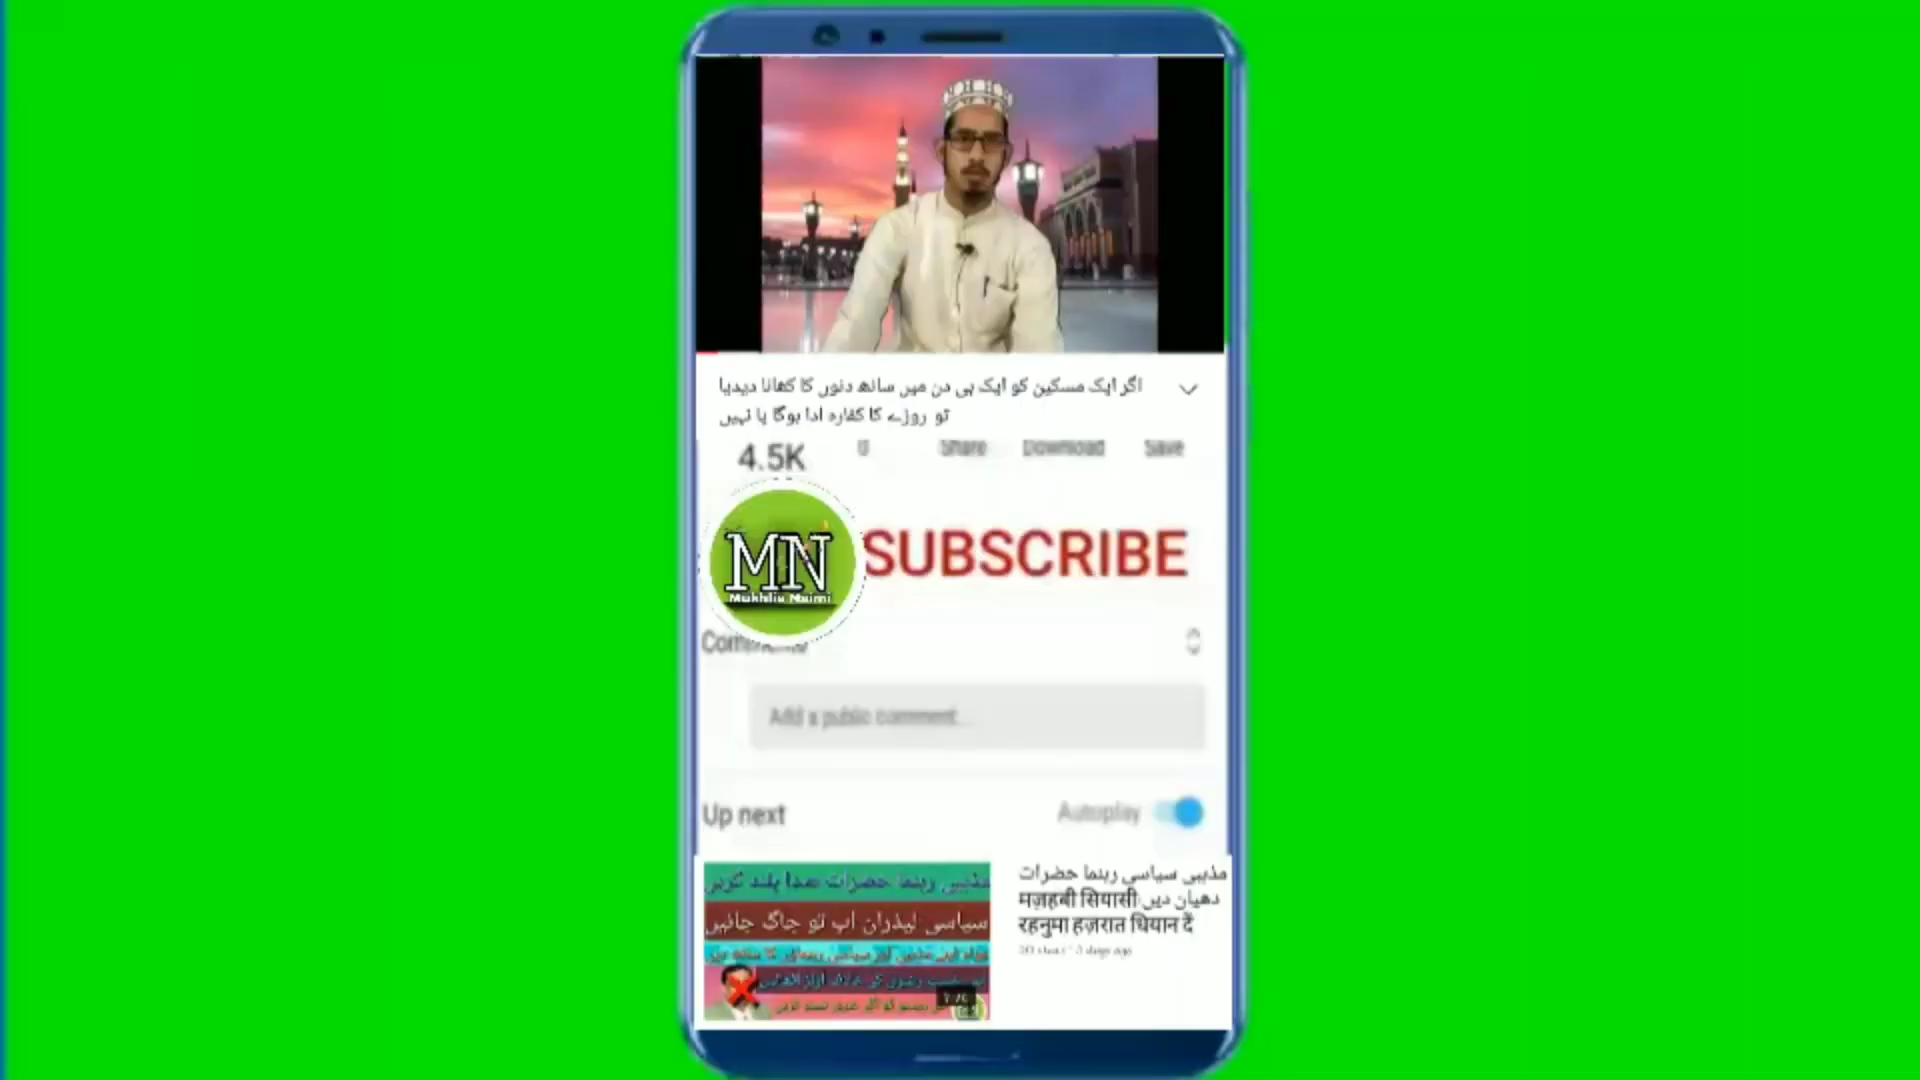 اگر ایک مسکین کو ایک ہی دن میں ساٹھ دنوں کا کھانا دیدیا
تو روزے کا کفارہ ادا ہوگا یا نہیں
4.5K
0
Share
Download
Save
MN
SUBSCRIBE
Add a public comment...
Up next
Autoplay
مذہبی رہنما حضرات صدا بلند کریں
سیاسی لیڈران اب تو جاگ جائیں
مذہبی سیاسی رہنما حضرات
دھیان دیں मज़हबी सियासी
रहनुमा हज़रात धियान दें